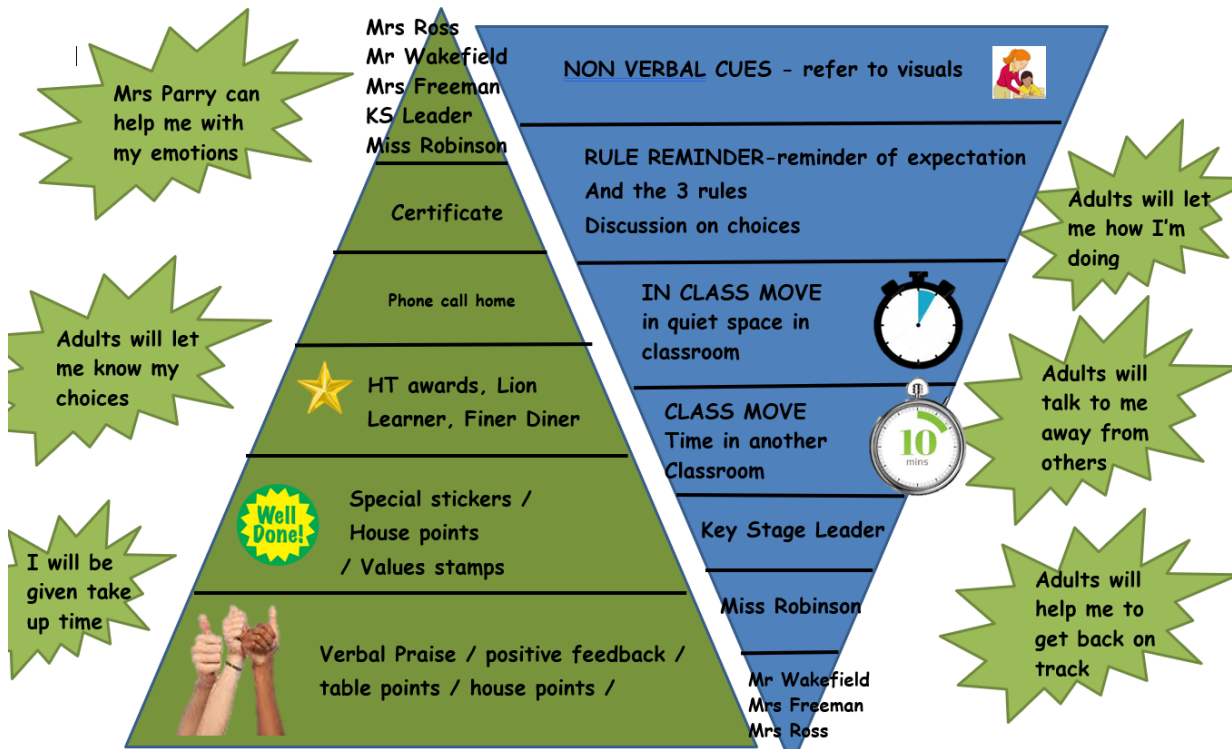 Mrs Parry can
help me with
my emotions
Adults will let
me know my
choices
I will be
given take
up time
Mrs Ross
Mr Wakefield
Mrs Freeman
KS Leader
Miss Robinson
Certificate
Phone call home
HT awards, Lion
Learner, Finer Diner
Well
Done!
Special stickers /
House points
/ Values stamps
Verbal Praise / positive feedback /
table points / house points /
NON VERBAL CUES - refer to visuals
RULE REMINDER-reminder of expectation
And the 3 rules
Discussion on choices
IN CLASS MOVE
in quiet space in
classroom
CLASS MOVE
Time in another
Classroom
10
mins
Key Stage Leader
Miss Robinson
Mr Wakefield
Mrs Freeman
Mrs Ross
Adults will let
me how I'm
doing
Adults will
talk to me
away from
others
Adults will
help me to
get back on
track